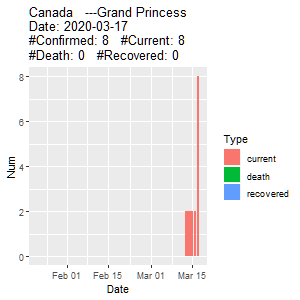 Canada   ---Grand Princess
Date: 2020-03-17
#Confirmed: 8   #Current: 8
#Death: 0   #Recovered: 0
8
6
4
2
0
Num
Feb 01
Feb 15
Mar 01
Mar 15
Date
Type
current
death
recovered